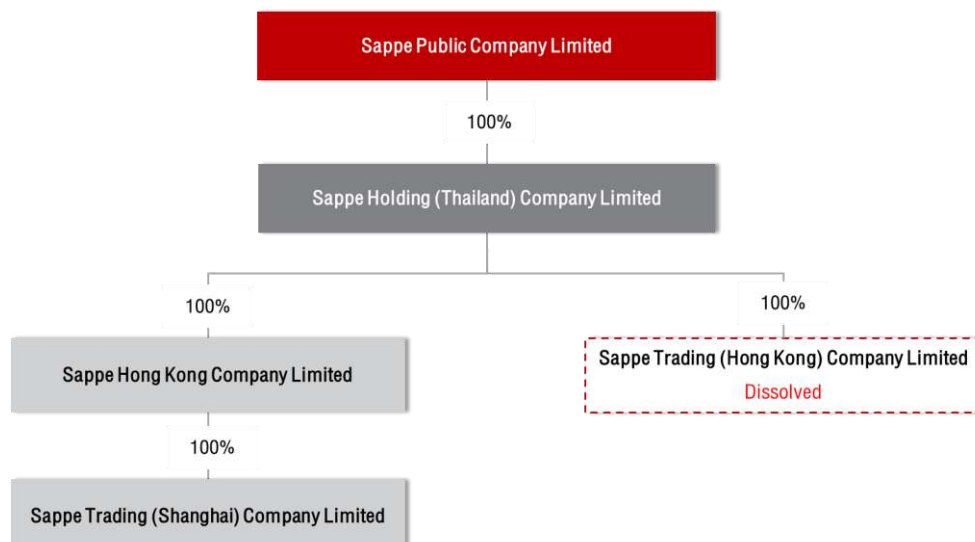 Sappe Public Company Limited
100%
Sappe Holding (Thailand) Company Limited
100%
100%
Sappe Hong Kong Company Limited
Sappe Trading (Hong Kong) Company Limited
Dissolved
100%
Sappe Trading (Shanghai) Company Limited